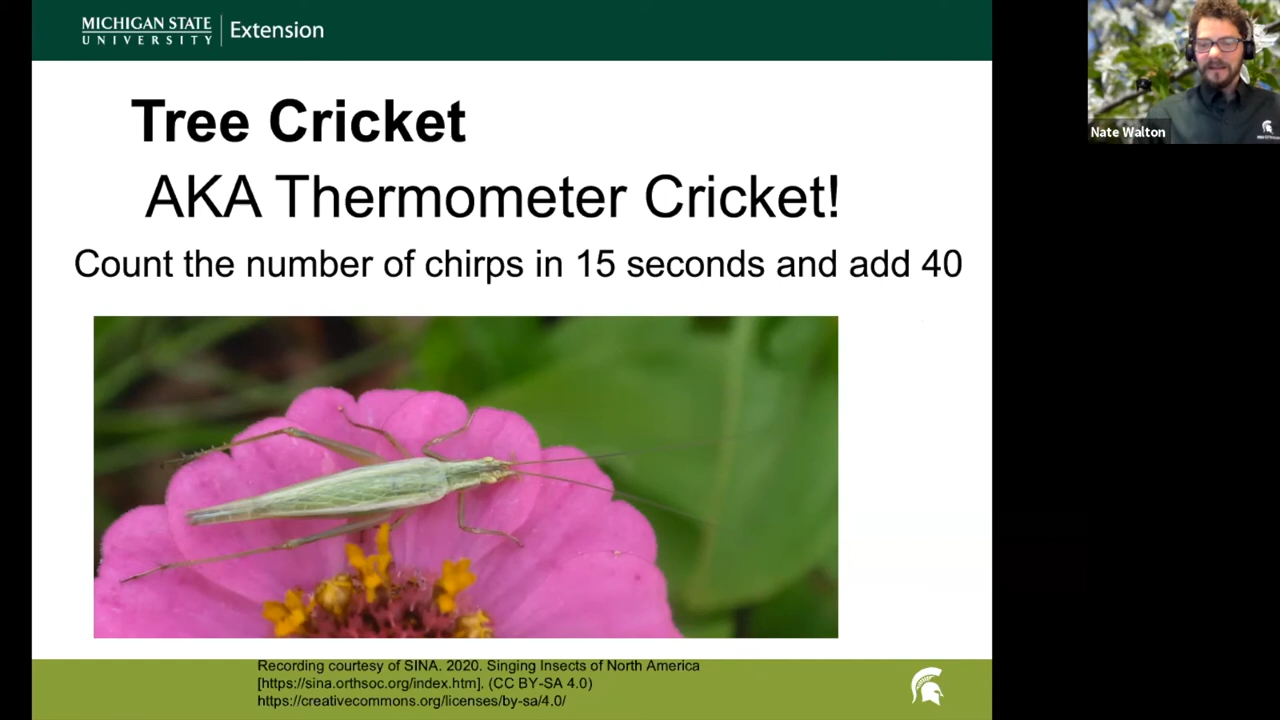 MICHIGAN STATE
UNIVERSITY
Extension
Nate Walton
Tree Cricket
AKA Thermometer Cricket!
Count the number of chirps in 15 seconds and add 40
Recording courtesy of SINA. 2020. Singing Insects of North America
[https://sina.orthsoc.org/index.htm]. (CC BY-SA 4.0)
https://creativecommons.org/licenses/by-sa/4.0/